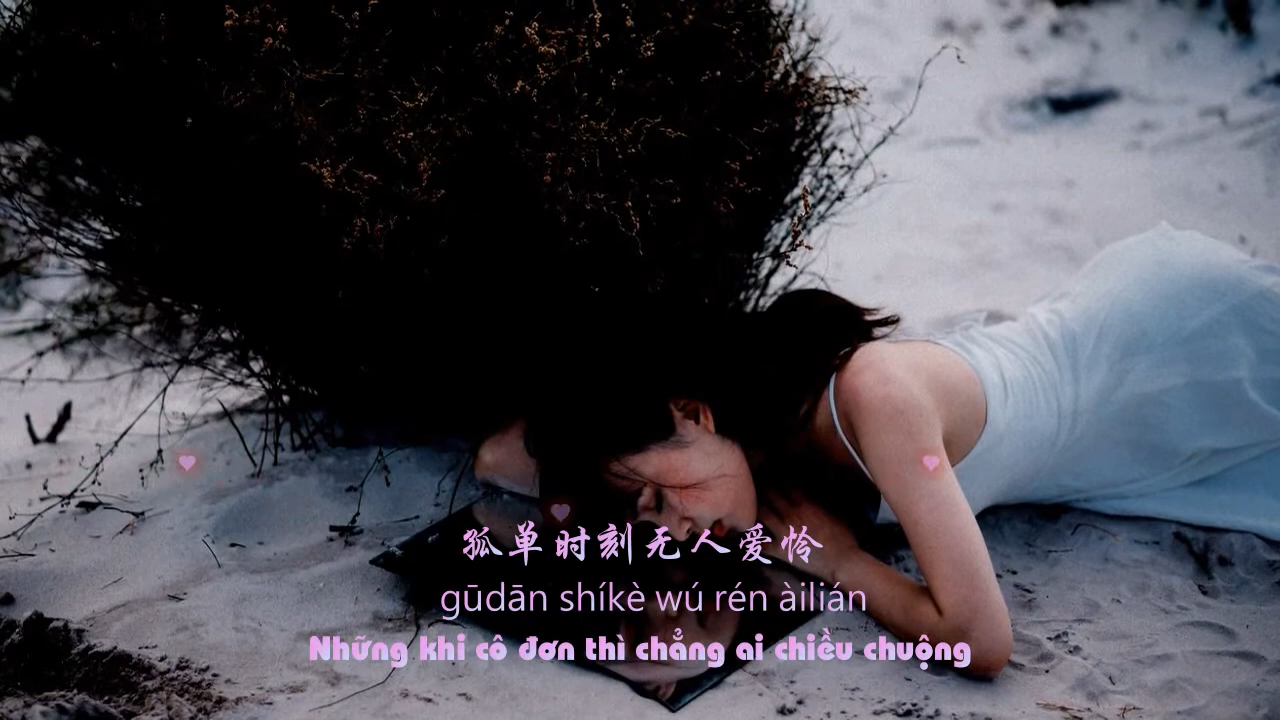 孤单时刻无人爱怜
gūdān shíkè wú rén àilián
Những khi cô đơn thì chẳng ai chiều chuộng